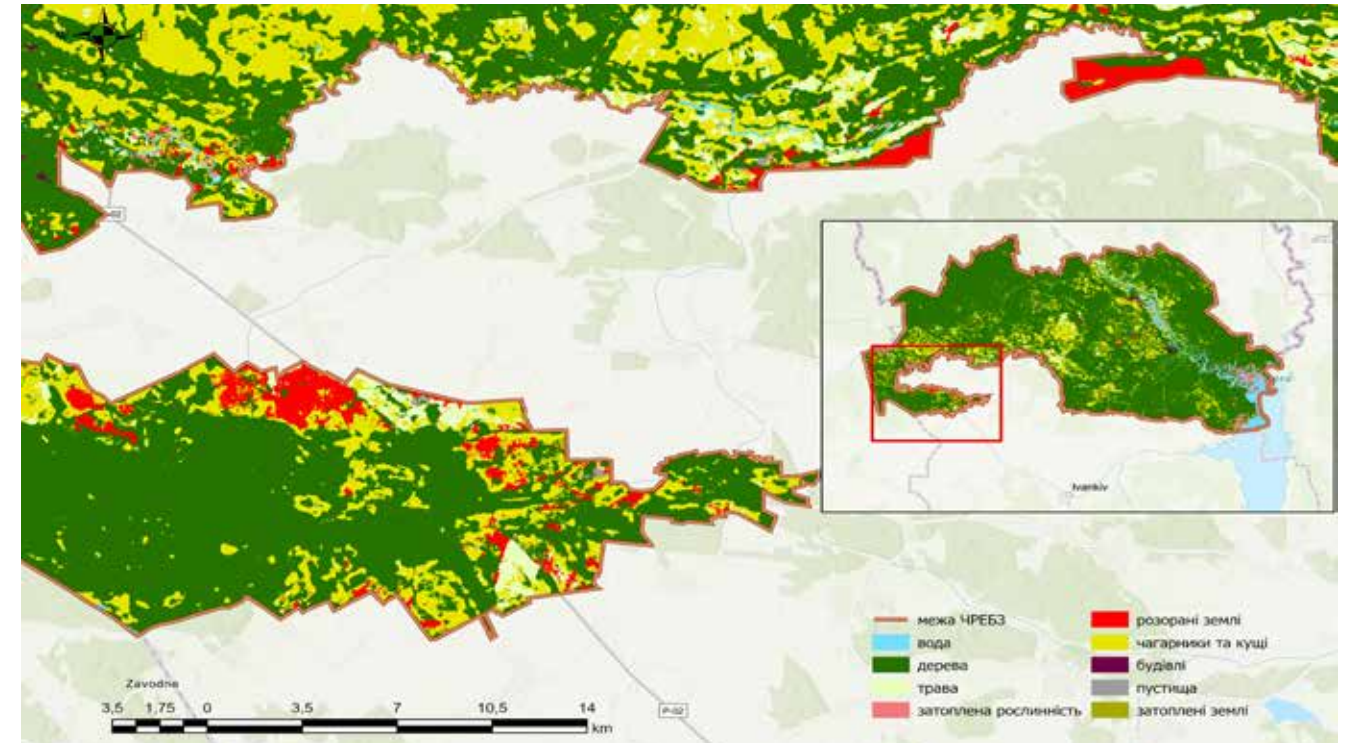 Ivankiv
межа ЧРЕБЗ
вода
дерева
трава
затоплена рослинність
розорані землі
чагарники та кущі
будівлі
пустища
затоплені землі
Zavodne
3,5 1,75 0 3,5 7 10,5 14
km
P-02